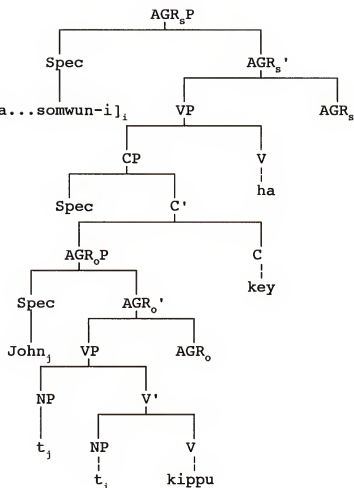 AGRₛP
Spec AGRₛ'
a...somwun-i]ᵢ VP AGRₛ
CP V
ha
Spec C'
AGRₒP C
key
Spec AGRₒ'
Johnⱼ VP AGRₒ
NP V'
tⱼ NP V
tᵢ kippu